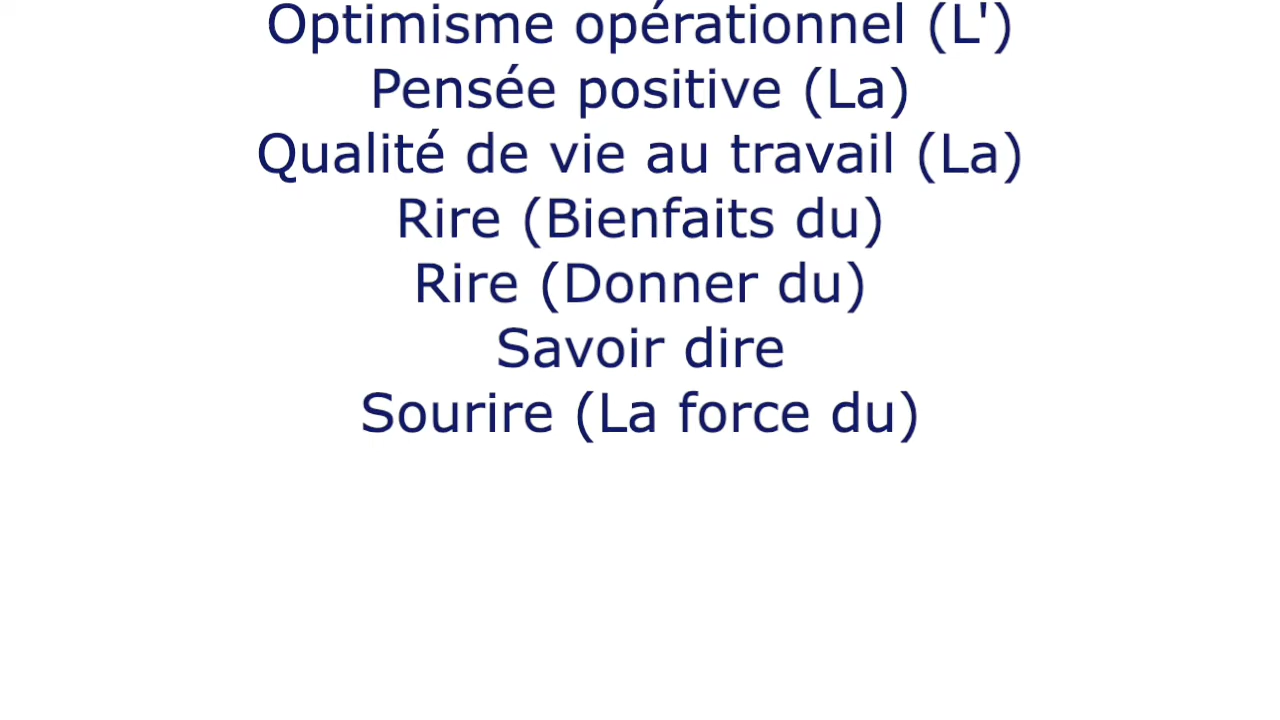 Optimisme opérationnel (L')
Pensée positive (La)
Qualité de vie au travail (La)
Rire (Bienfaits du)
Rire (Donner du)
Savoir dire
Sourire (La force du)